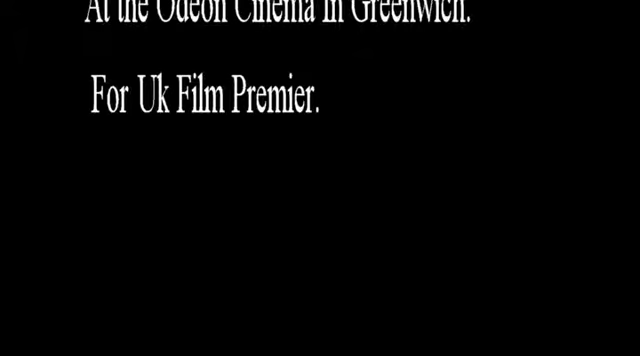 At the Odeon Cinema In Greenwich.
For Uk Film Premier.